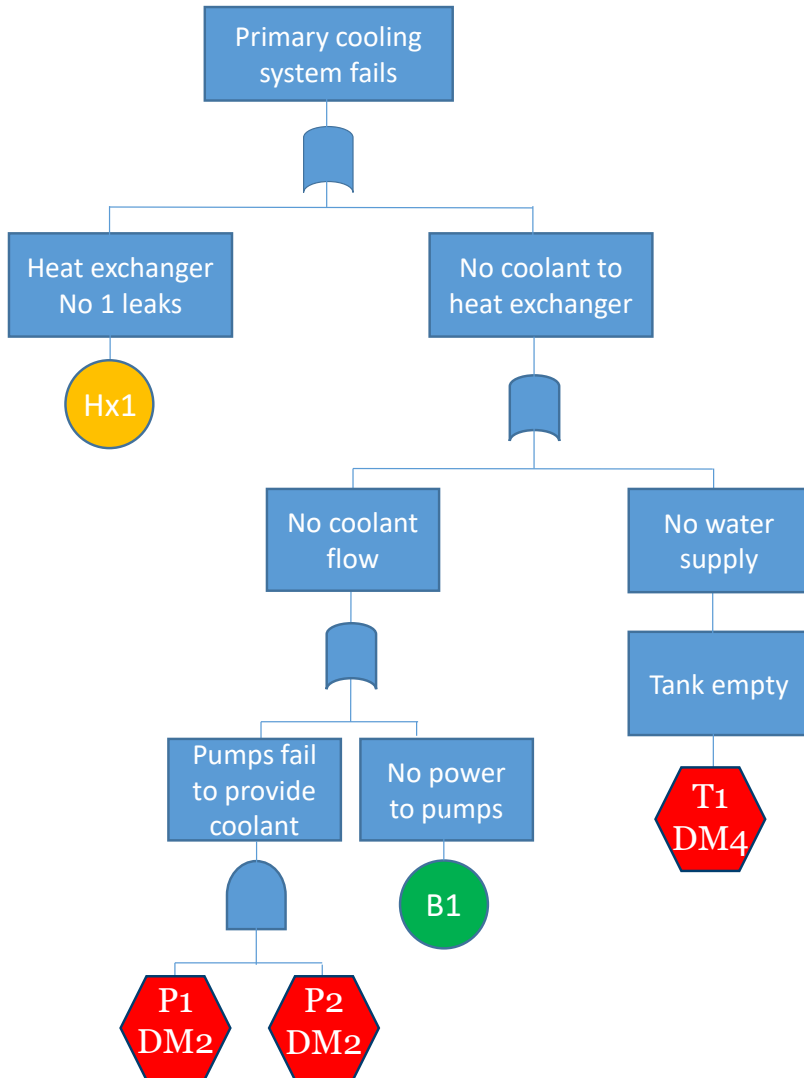 Primary cooling
system fails
Heat exchanger
No 1 leaks
No coolant to
heat exchanger
Hx1
No coolant
flow
No water
supply
Tank empty
Pumps fail
to provide
coolant
No power
to pumps
T1
DM4
B1
P1
DM2
P2
DM2